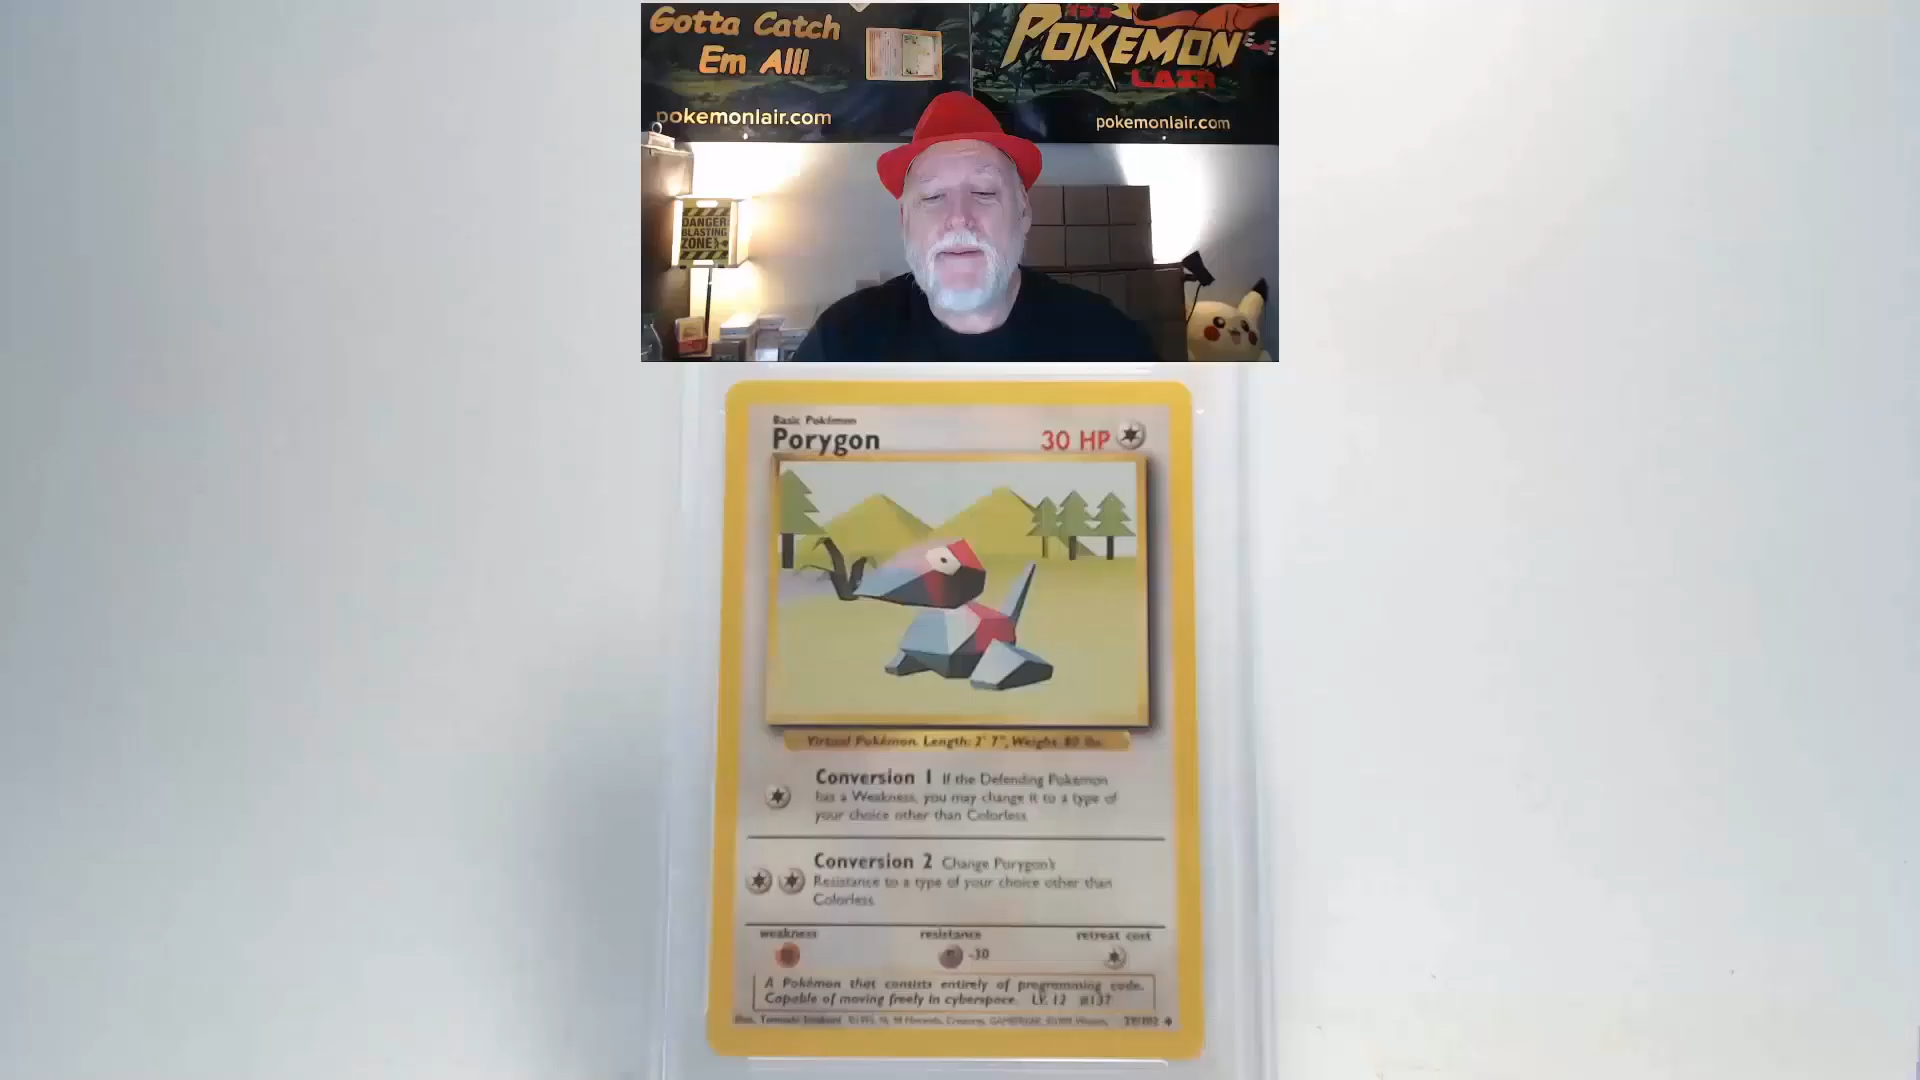 Gotta Catch
Em All!
pokemonlair.com
POKEMON
LAIR
pokemonlair.com
DANGER
BLASTING
ZONE
Basic Pokémon
Porygon
30 HP
Virtual Pokémon. Length: 2' 7", Weight: 80 lbs.
Conversion 1 If the Defending Pokémon
has a Weakness, you may change it to a type of
your choice other than Colorless.
Conversion 2 Change Porygon's
Resistance to a type of your choice other than
Colorless.
weakness
resistance
retreat cost
-30
A Pokémon that consists entirely of programming code.
Capable of moving freely in cyberspace. LV. 12 #137